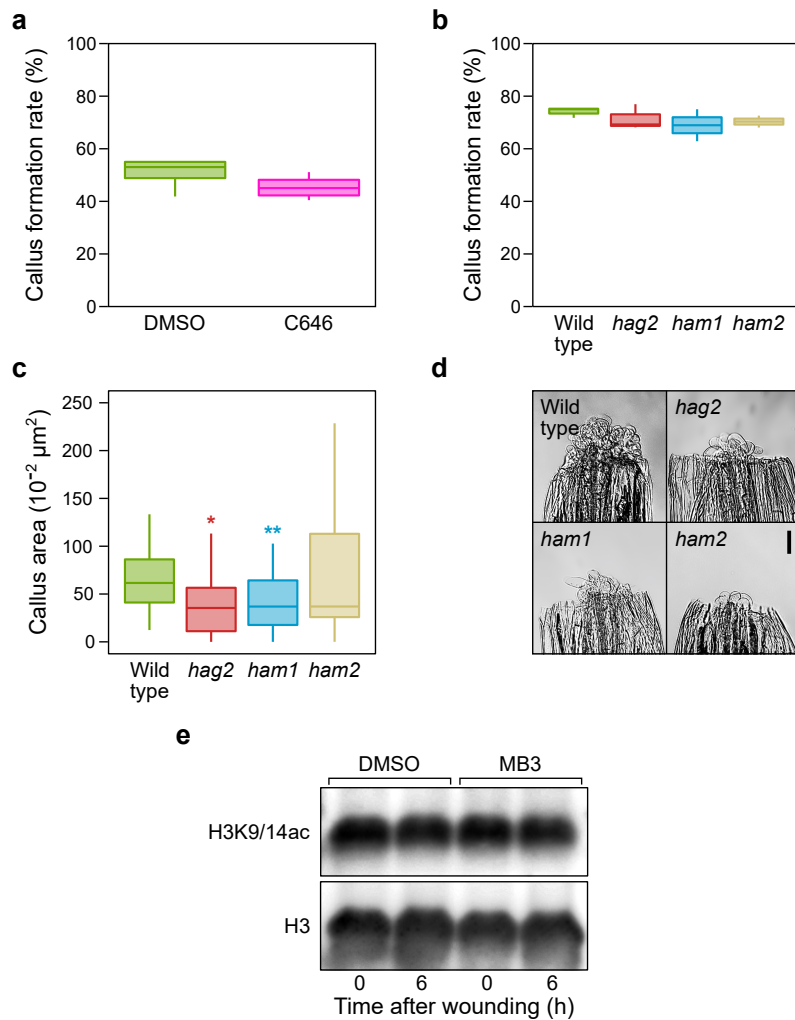 a
Callus formation rate (%)
100
80
60
40
20
0
DMSO C646
b
Callus formation rate (%)
100
80
60
40
20
0
Wild type hag2 ham1 ham2
c
Callus area (10⁻² μm²)
250
200
150
100
50
0
* **
Wild type hag2 ham1 ham2
d
Wild type hag2
ham1 ham2
e
DMSO MB3
H3K9/14ac
H3
0 6 0 6
Time after wounding (h)